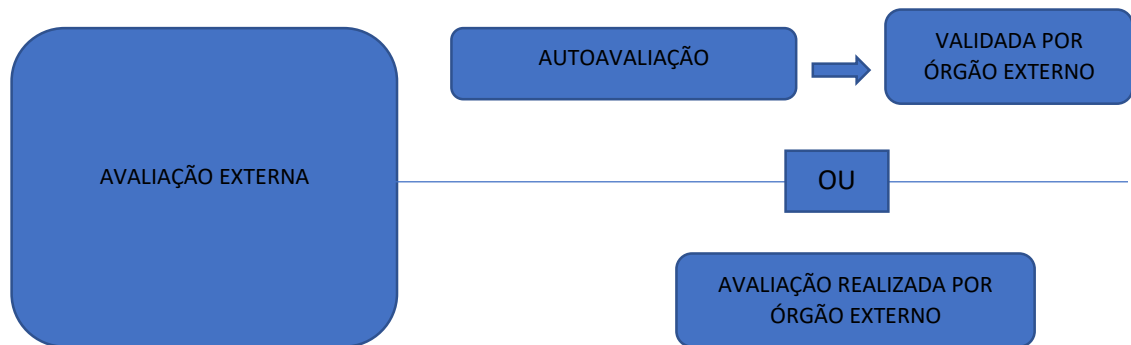 AVALIAÇÃO EXTERNA
AUTOAVALIAÇÃO
VALIDADA POR
ÓRGÃO EXTERNO
OU
AVALIAÇÃO REALIZADA POR
ÓRGÃO EXTERNO